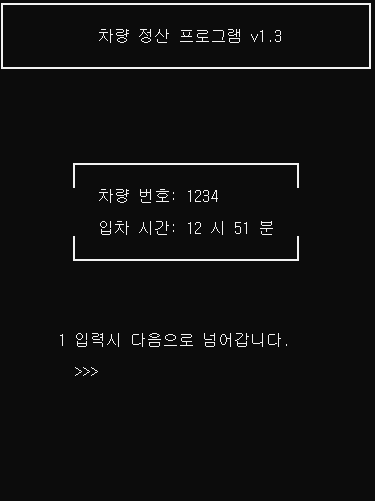 차량 정산 프로그램 v1.3
차량 번호: 1234
입차 시간: 12 시 51 분
1 입력시 다음으로 넘어갑니다.
>>>